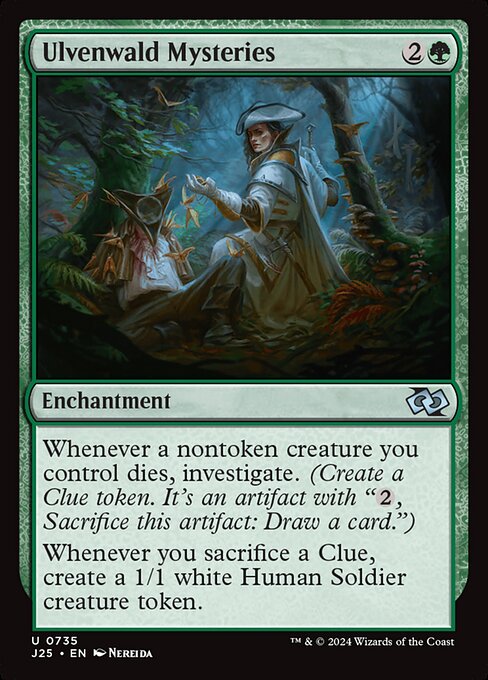 Ulvenwald Mysteries 2
Enchantment
Whenever a nontoken creature you
control dies, investigate. (Create a
Clue token. It's an artifact with “2,
Sacrifice this artifact: Draw a card.”)
Whenever you sacrifice a Clue,
create a 1/1 white Human Soldier
creature token.
U 0735
J25 • EN NEREIDA
™ & © 2024 Wizards of the Coast